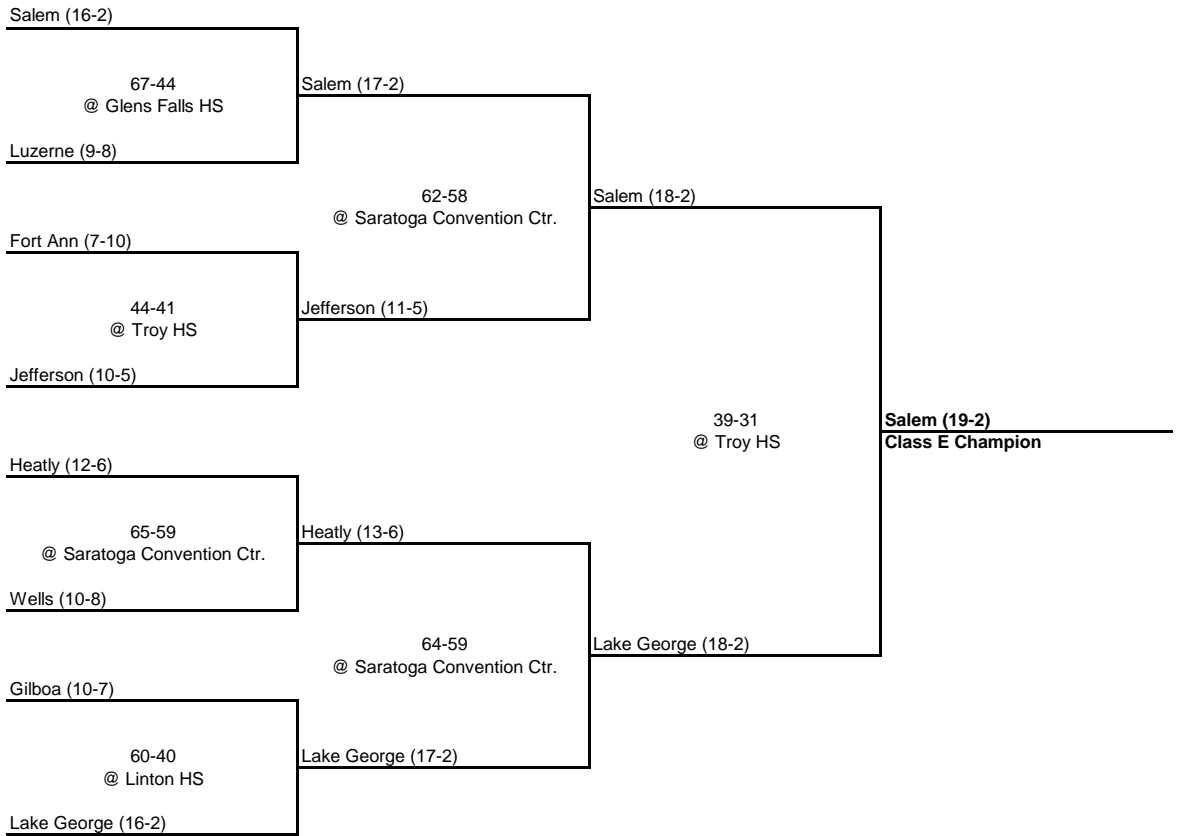 Salem (16-2)
67-44
@ Glens Falls HS
Salem (17-2)
Luzerne (9-8)
62-58
@ Saratoga Convention Ctr.
Salem (18-2)
Fort Ann (7-10)
44-41
@ Troy HS
Jefferson (11-5)
Jefferson (10-5)
39-31
@ Troy HS
Salem (19-2)
Class E Champion
Heatly (12-6)
65-59
@ Saratoga Convention Ctr.
Heatly (13-6)
Wells (10-8)
64-59
@ Saratoga Convention Ctr.
Lake George (18-2)
Gilboa (10-7)
60-40
@ Linton HS
Lake George (17-2)
Lake George (16-2)